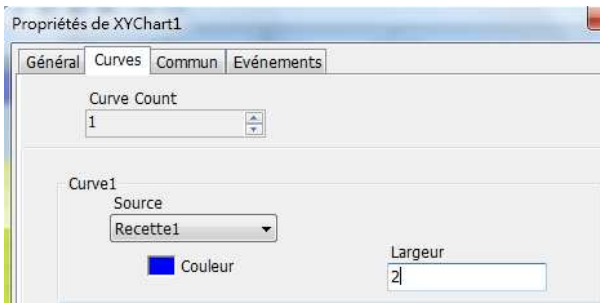 Propriétés de XYChart1
Général Curves Commun Evénements
Curve Count
1
Curve1
Source
Recette1
Couleur
Largeur
2